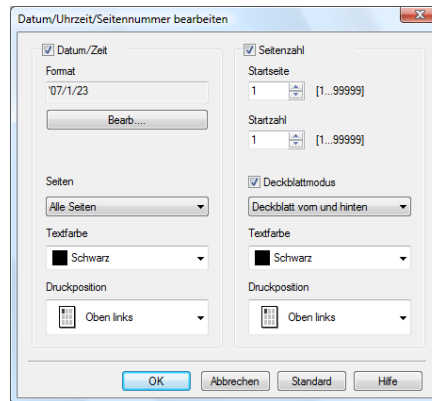 Datum/Uhrzeit/Seitennummer bearbeiten
Datum/Zeit
Format
'07/1/23
Bearb....
Seiten
Alle Seiten
Textfarbe
Schwarz
Druckposition
Oben links
Seitenzahl
Startseite
1 [1...99999]
Startzahl
1 [1...99999]
Deckblattmodus
Deckblatt vorn und hinten
Textfarbe
Schwarz
Druckposition
Oben links
OK Abbrechen Standard Hilfe